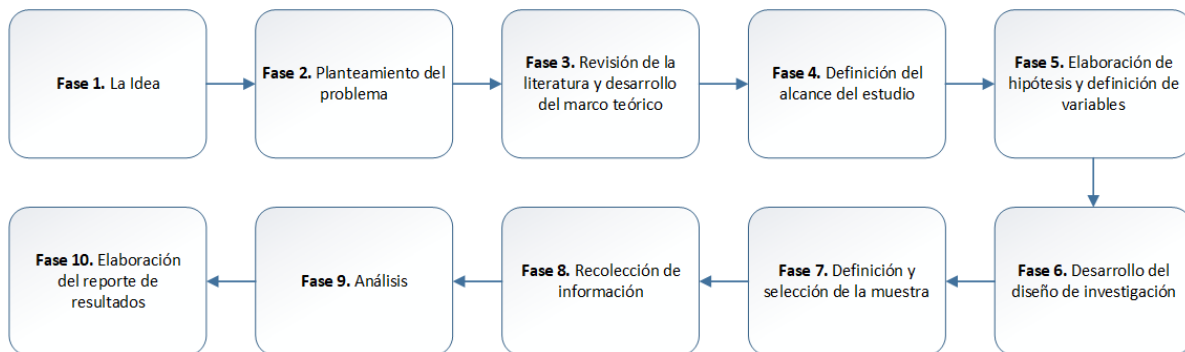 Fase 1. La Idea
Fase 2. Planteamiento del
problema
Fase 3. Revisión de la
literatura y desarrollo
del marco teórico
Fase 4. Definición del
alcance del estudio
Fase 5. Elaboración de
hipótesis y definición de
variables
Fase 6. Desarrollo del
diseño de investigación
Fase 7. Definición y
selección de la muestra
Fase 8. Recolección de
información
Fase 9. Análisis
Fase 10. Elaboración
del reporte de
resultados